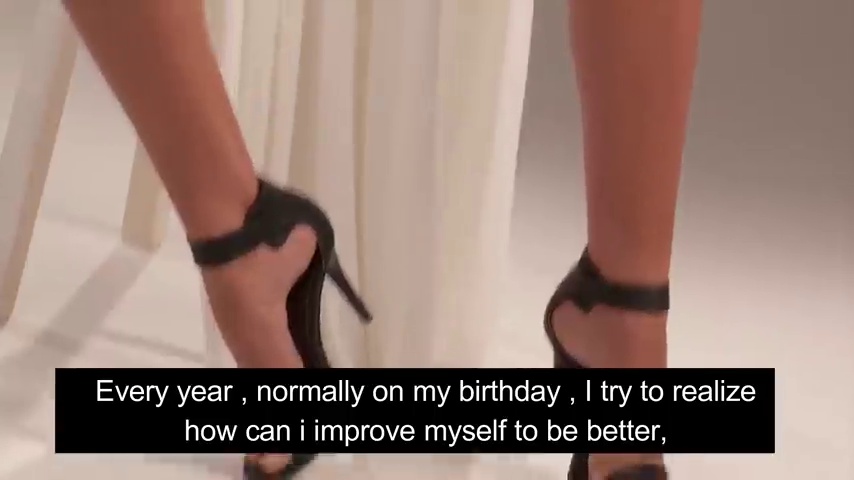 Every year , normally on my birthday , I try to realize
how can i improve myself to be better,